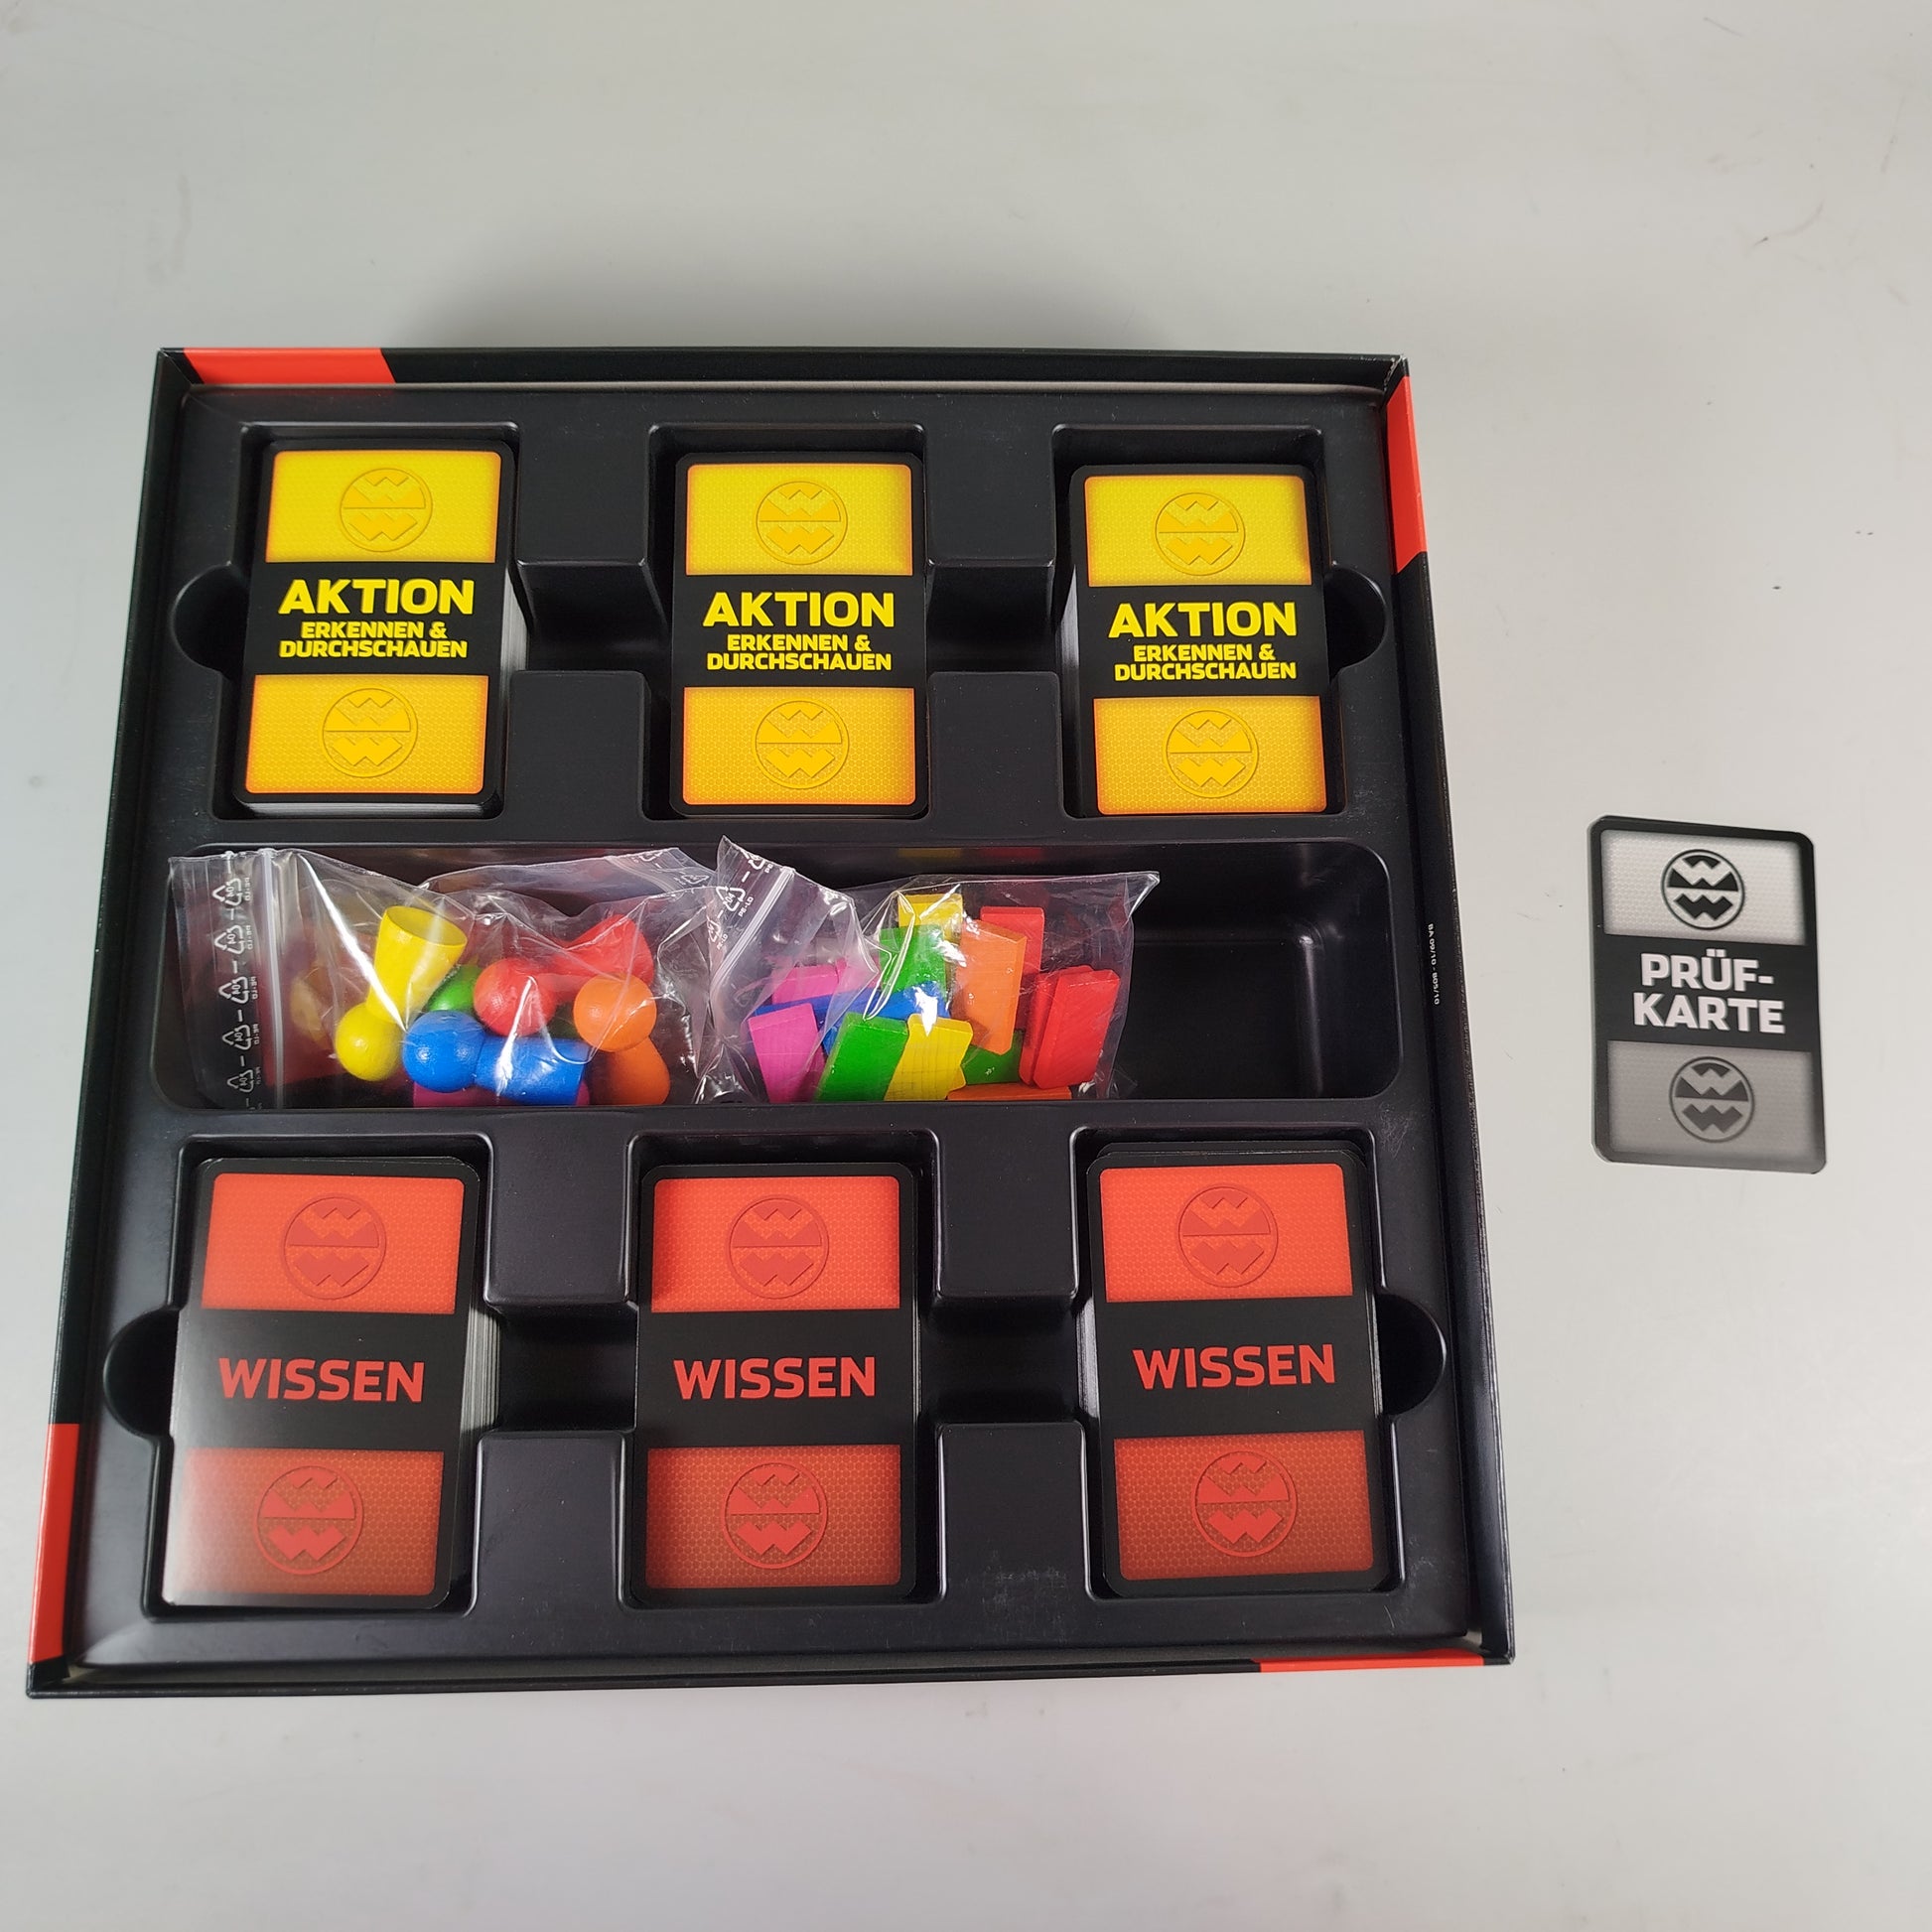 AKTION
ERKENNEN &
DURCHSCHAUEN
AKTION
ERKENNEN &
DURCHSCHAUEN
AKTION
ERKENNEN &
DURCHSCHAUEN
PRÜF-
KARTE
WISSEN
WISSEN
WISSEN